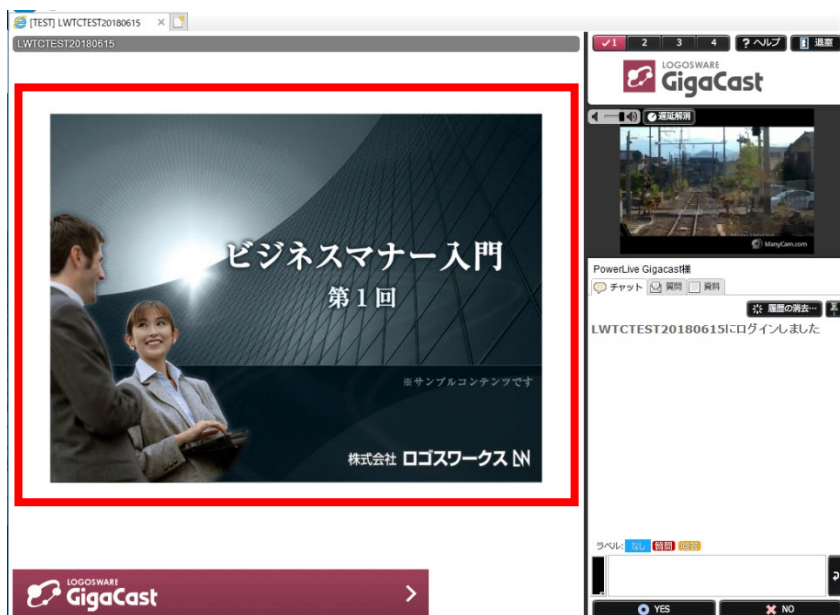 [TEST] LWTCTEST20180615
LWTCTEST20180615
✓1 2 3 4 ?ヘルプ 退室
LOGOSWARE
GigaCast
遅延解消
ビジネスマナー入門
第1回
※サンプルコンテンツです
株式会社 ロゴスワークス LW
ManyCam.com
PowerLive Gigacast様
チャット 質問 資料
履歴の消去…
LWTCTEST20180615にログインしました
ラベル: なし 質問 回答
YES NO
LOGOSWARE
GigaCast